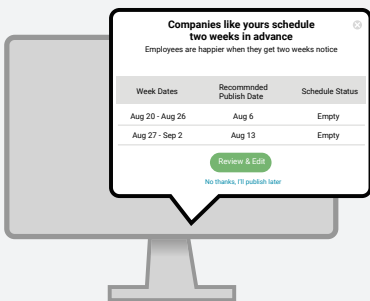 Companies like yours schedule
two weeks in advance
Employees are happier when they get two weeks notice
Week Dates
Recommnded
Publish Date
Schedule Status
Aug 20 - Aug 26 Aug 6 Empty
Aug 27 - Sep 2 Aug 13 Empty
Review & Edit
No thanks, I'll publish later